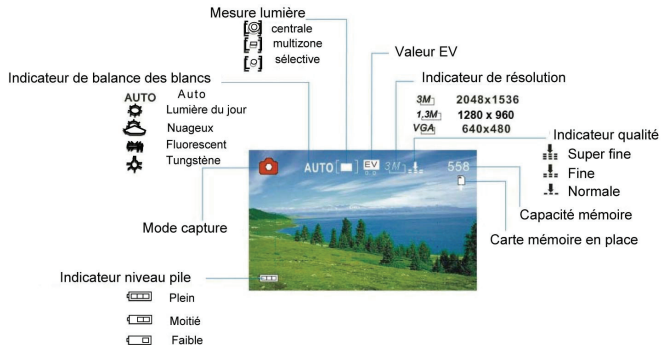 Mesure lumière
centrale
multizone
sélective
Valeur EV
Indicateur de balance des blancs
AUTO Auto
Lumière du jour
Nuageux
Fluorescent
Tungstène
Indicateur de résolution
3M 2048x1536
1,3M 1280 x 960
VGA 640x480
Indicateur qualité
Super fine
Fine
Normale
AUTO EV 3M 558
Mode capture
Capacité mémoire
Carte mémoire en place
Indicateur niveau pile
Plein
Moitié
Faible